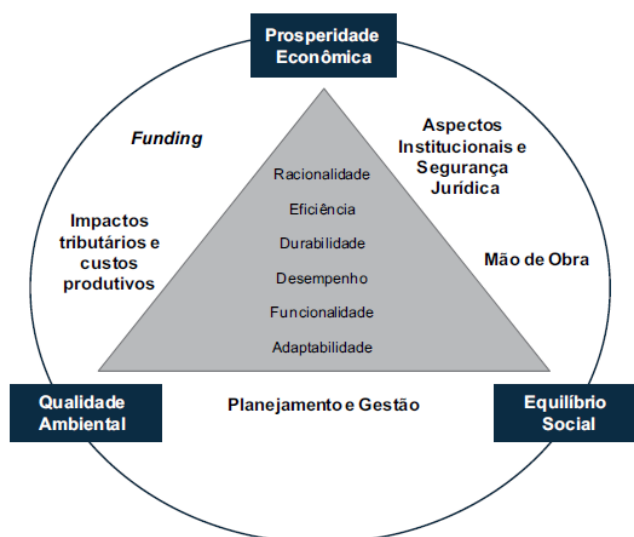 Prosperidade
Econômica
Funding
Aspectos
Institucionais e
Segurança
Jurídica
Racionalidade
Eficiência
Durabilidade
Desempenho
Funcionalidade
Adaptabilidade
Impactos
tributários e
custos
produtivos
Mão de Obra
Qualidade
Ambiental
Planejamento e Gestão
Equilíbrio
Social